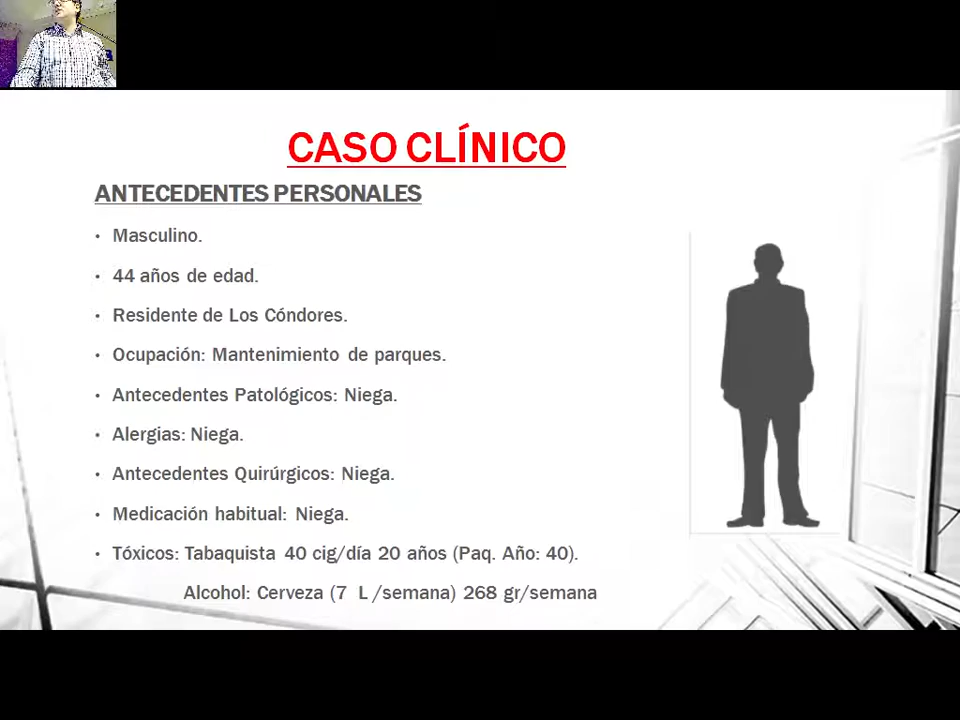 CASO CLÍNICO
ANTECEDENTES PERSONALES
• Masculino.
• 44 años de edad.
• Residente de Los Cóndores.
• Ocupación: Mantenimiento de parques.
• Antecedentes Patológicos: Niega.
• Alergias: Niega.
• Antecedentes Quirúrgicos: Niega.
• Medicación habitual: Niega.
• Tóxicos: Tabaquista 40 cig/día 20 años (Paq. Año: 40).
Alcohol: Cerveza (7 L /semana) 268 gr/semana